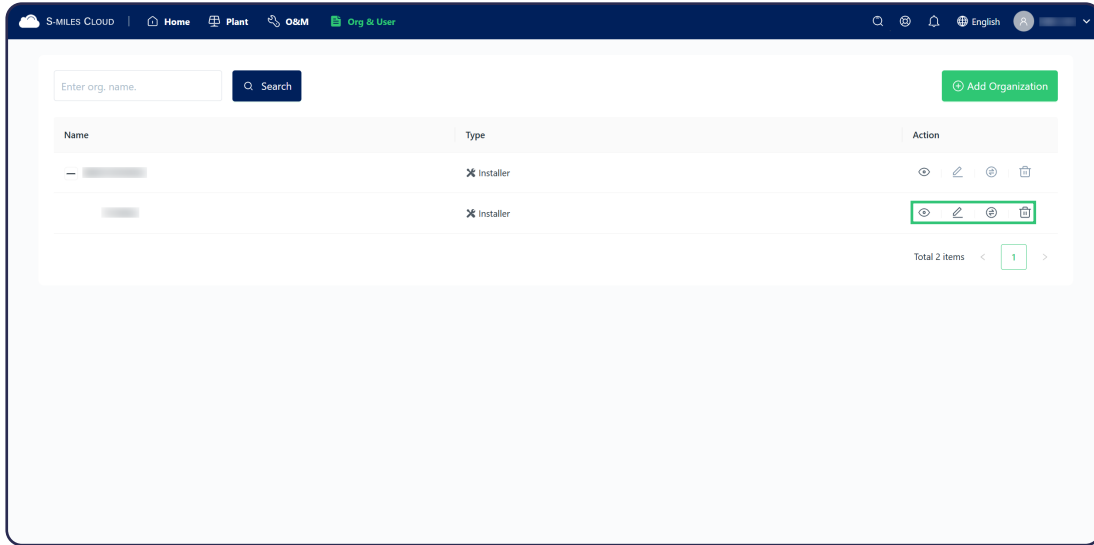 S-MILES CLOUD | Home Plant O&M Org & User English A
Enter org. name. Search Add Organization
Name Type Action
Installer
Installer
Total 2 items < 1 >